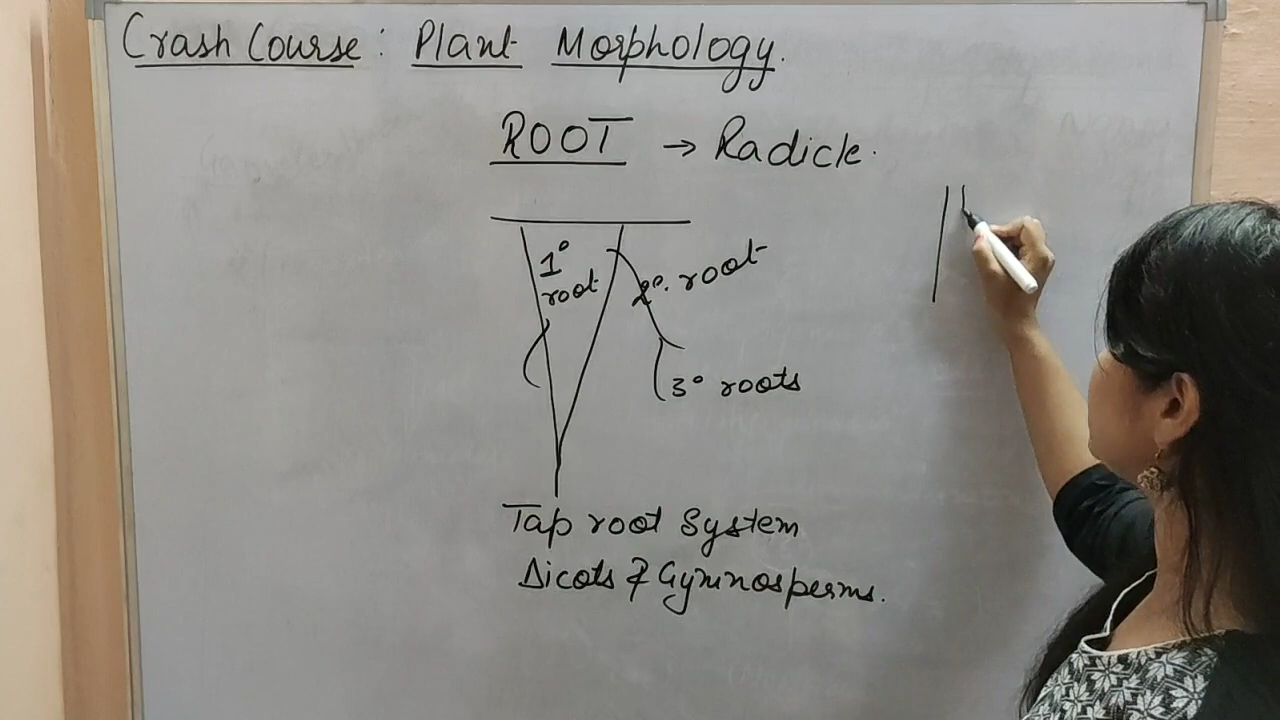 Crash Course: Plant Morphology.
ROOT → Radicle.
1° root
2°. root
3° roots
Tap root System
Dicots & Gymnosperms.